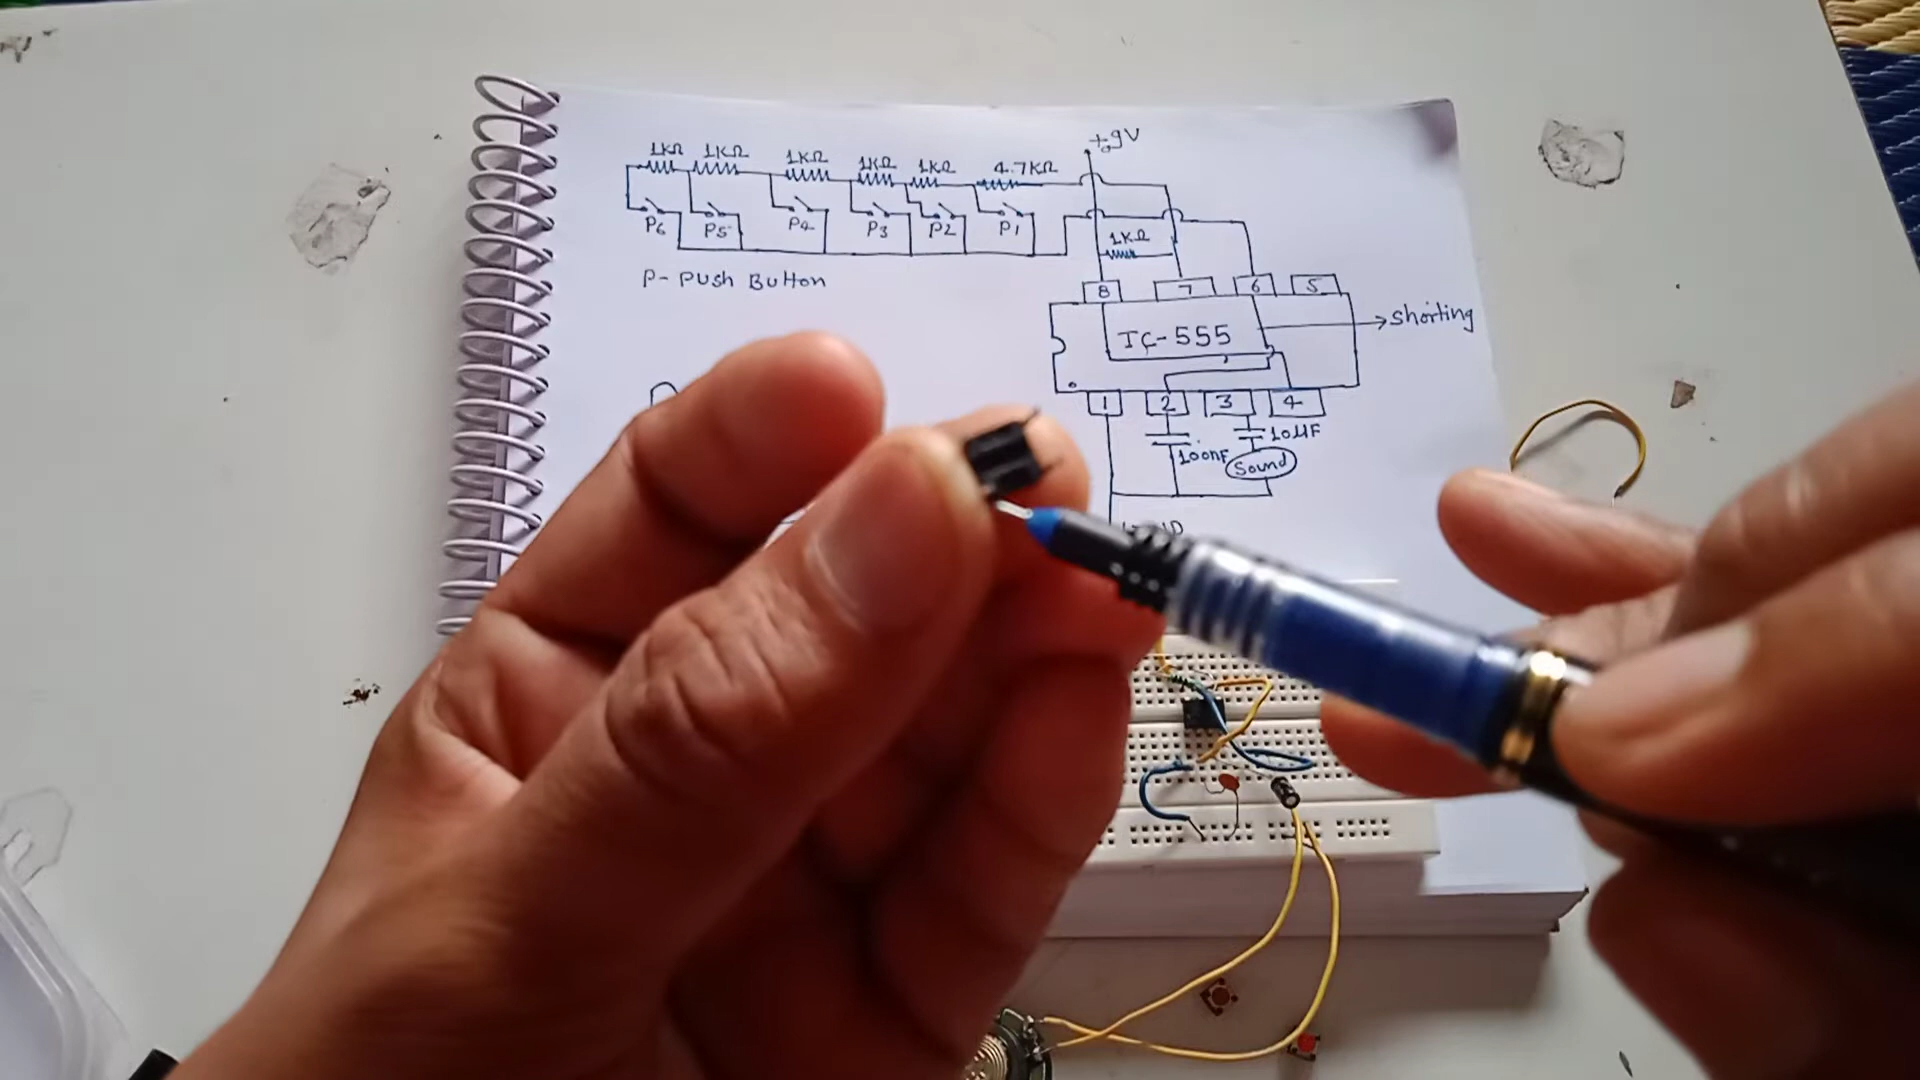 +9V
1KΩ 1KΩ 1KΩ 1KΩ 1KΩ 4.7KΩ
P6 P5 P4 P3 P2 P1
1KΩ
P- Push Button
8 7 6 5
IC-555
Shorting
1 2 3 4
100nF
10µF
Sound